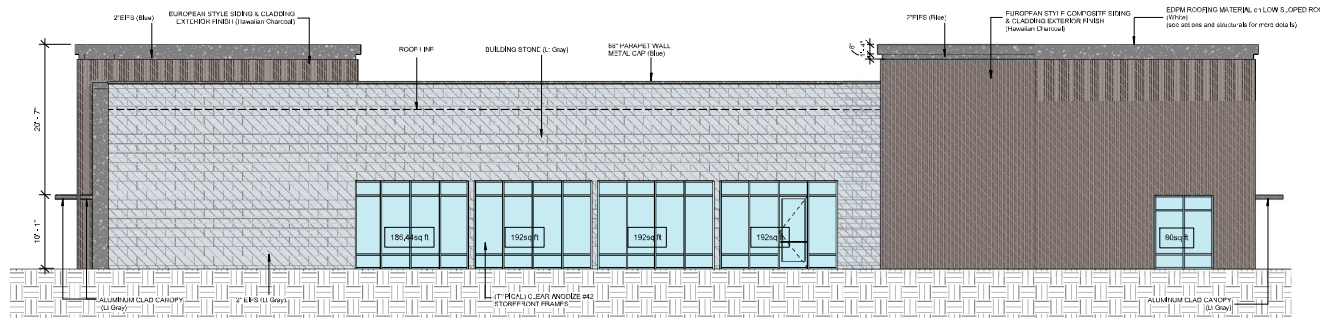 2" EIFS (Blue)
EUROPEAN STYLE SIDING & CLADDING
EXTERIOR FINISH (Hawaiian Charcoal)
ROOF LINE
BUILDING STONE (Lt Gray)
PARAPET WALL
METAL CAP (Blue)
2" EIFS (Blue)
EUROPEAN STYLE COMPOSITE SIDING
& CLADDING EXTERIOR FINISH
(Hawaiian Charcoal)
EDPM ROOFING MATERIAL on LOW SLOPED
(White)
(see sections and structurals for more details)
20' - 7"
10' - 1"
186.44sq ft
192sq ft
192sq ft
192sq ft
80sq ft
ALUMINUM CLAD CANOPY
(Lt Gray)
2" EIFS (Lt Gray)
(TYPICAL) CLEAR ANODIZE #42
STOREFRONT FRAMES
ALUMINUM CLAD CANOPY
(Lt Gray)